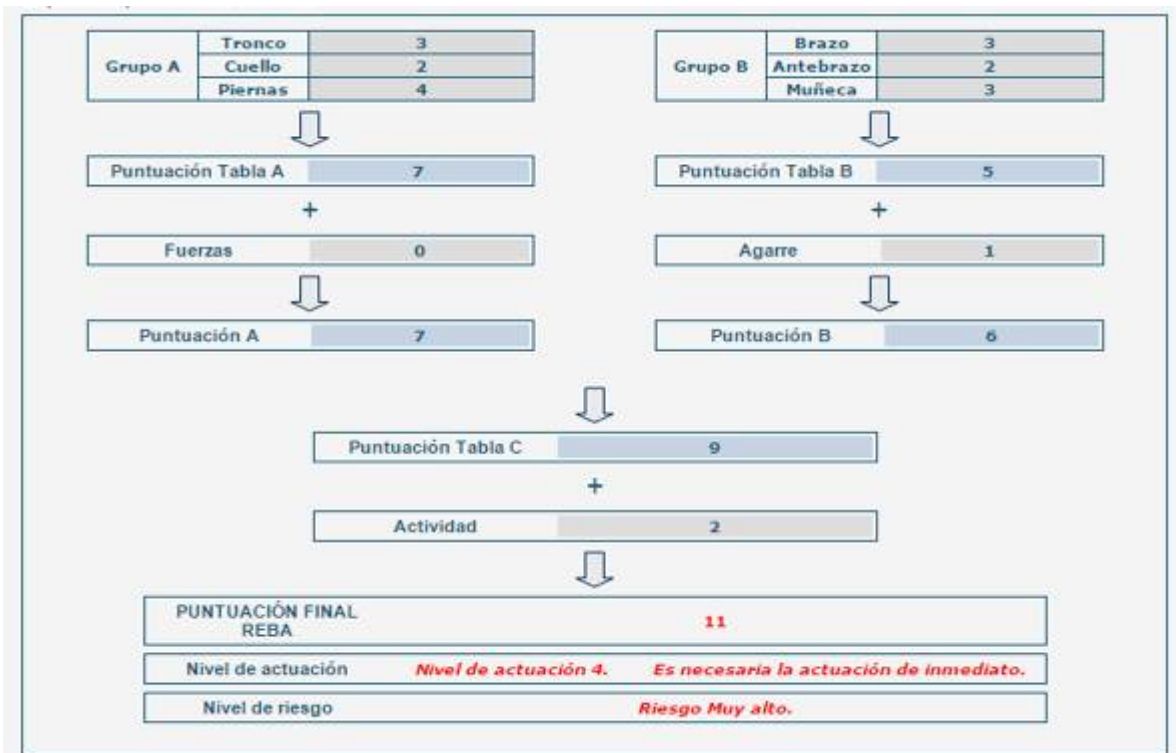 Grupo A
Tronco 3
Cuello 2
Piernas 4
Grupo B
Brazo 3
Antebrazo 2
Muñeca 3
Puntuación Tabla A 7
Puntuación Tabla B 5
+
+
Fuerzas 0
Agarre 1
Puntuación A 7
Puntuación B 6
Puntuación Tabla C 9
+
Actividad 2
PUNTUACIÓN FINAL
REBA
11
Nivel de actuación Nivel de actuación 4. Es necesaria la actuación de inmediato.
Nivel de riesgo Riesgo Muy alto.